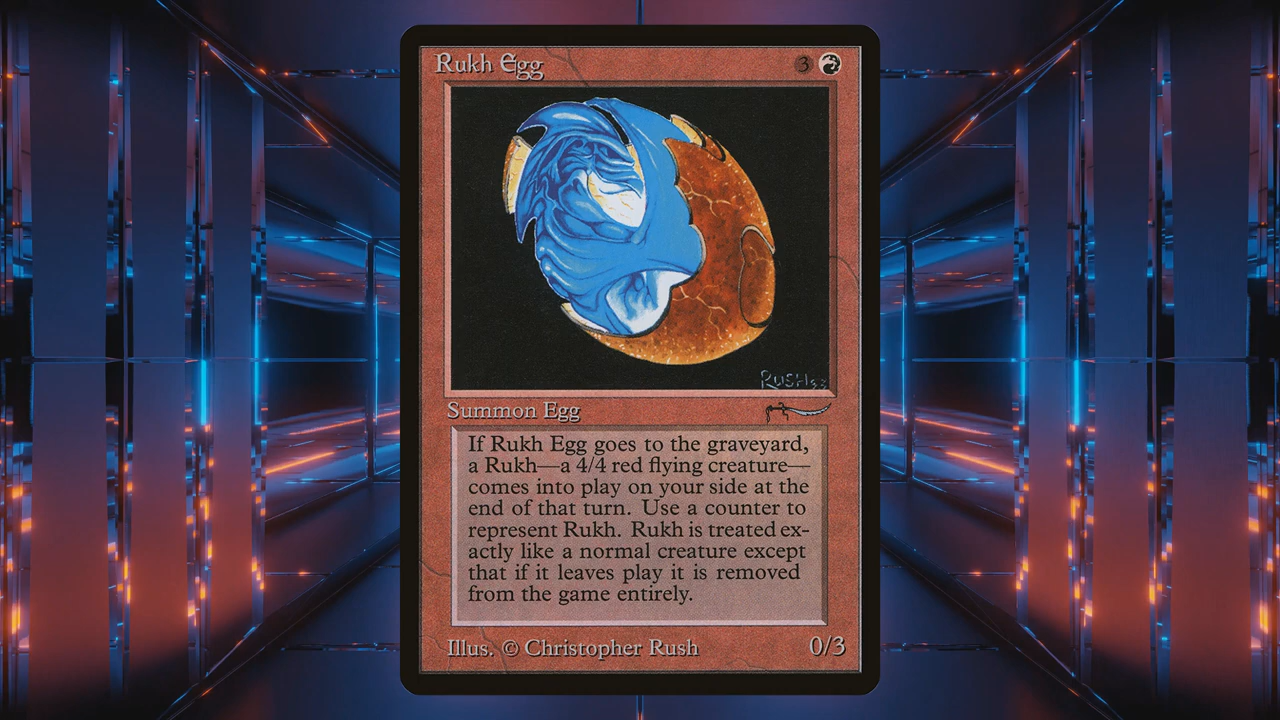 Rukh Egg 3
RUSH93
Summon Egg
If Rukh Egg goes to the graveyard,
a Rukh—a 4/4 red flying creature—
comes into play on your side at the
end of that turn. Use a counter to
represent Rukh. Rukh is treated ex-
actly like a normal creature except
that if it leaves play it is removed
from the game entirely.
Illus. © Christopher Rush 0/3